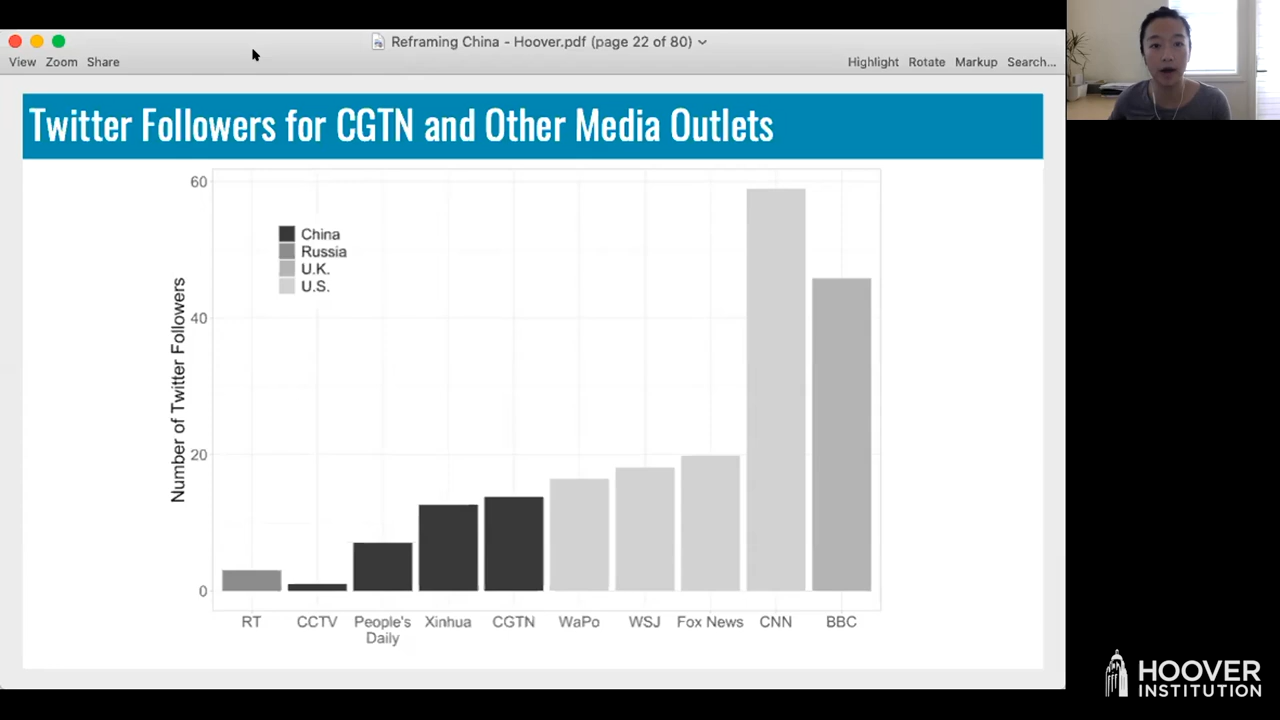 Reframing China - Hoover.pdf (page 22 of 80)
View Zoom Share
Highlight Rotate Markup Search...
Twitter Followers for CGTN and Other Media Outlets
Number of Twitter Followers
60
40
20
0
China
Russia
U.K.
U.S.
RT CCTV People's Daily Xinhua CGTN WaPo WSJ Fox News CNN BBC
HOOVER
INSTITUTION